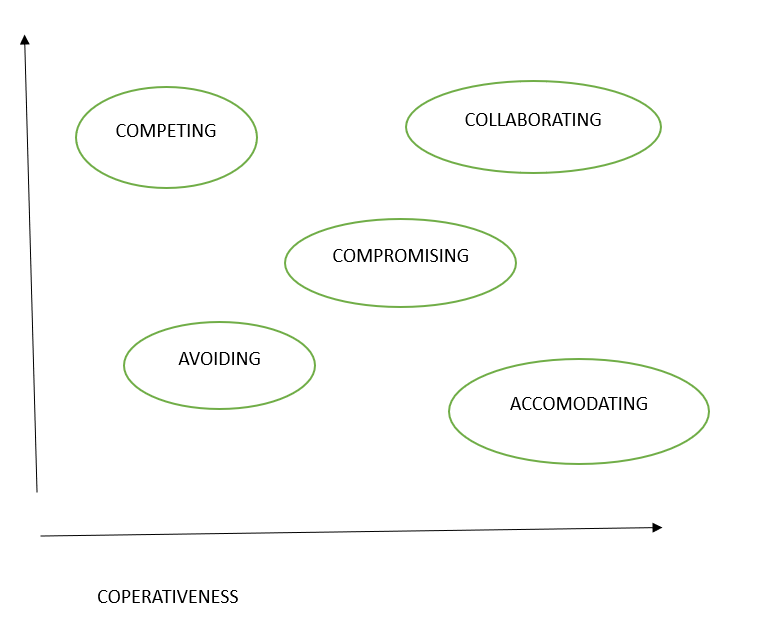 COMPETING
COLLABORATING
COMPROMISING
AVOIDING
ACCOMODATING
COPERATIVENESS